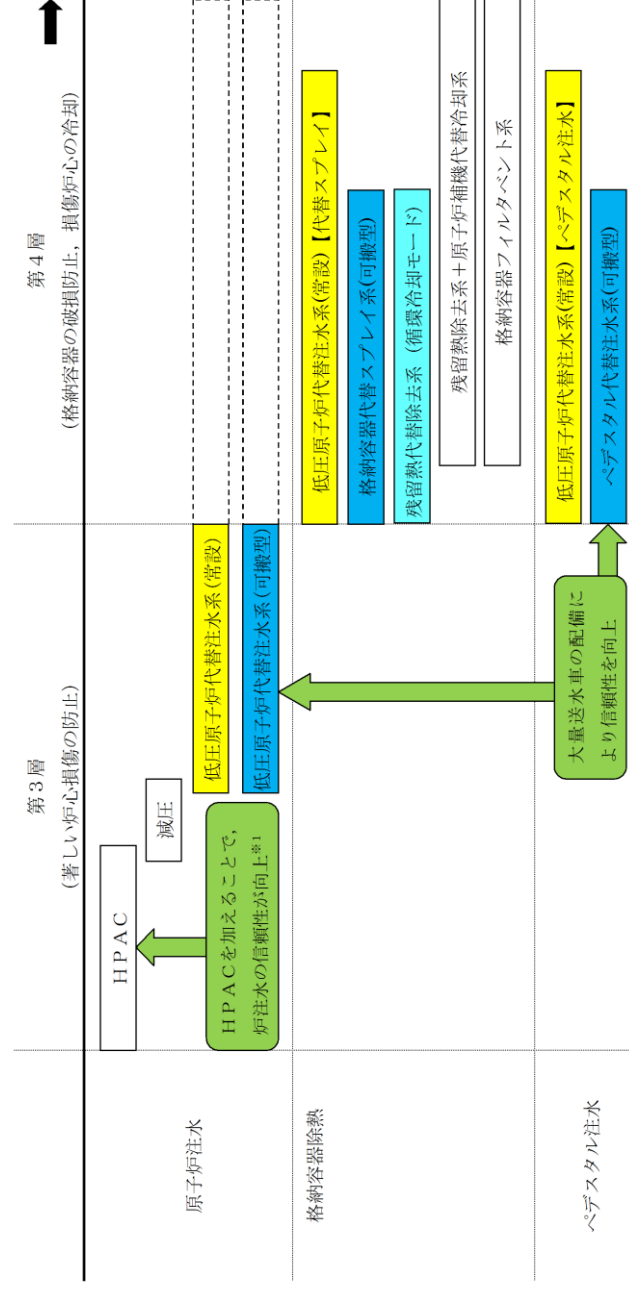 第3層
(著しい炉心損傷の防止)
第4層
(格納容器の破損防止，損傷炉心の冷却)
原子炉注水
HPAC
減圧
低圧原子炉代替注水系(常設)
低圧原子炉代替注水系(可搬型)
HPACを加えることで，
炉注水の信頼性が向上※1
格納容器除熱
低圧原子炉代替注水系(常設)【代替スプレイ】
格納容器代替スプレイ系(可搬型)
残留熱代替除去系（循環冷却モード）
残留熱除去系＋原子炉補機代替冷却系
格納容器フィルタベント系
ペデスタル注水
低圧原子炉代替注水系(常設)【ペデスタル注水】
ペデスタル代替注水系(可搬型)
大量送水車の配備に
より信頼性を向上